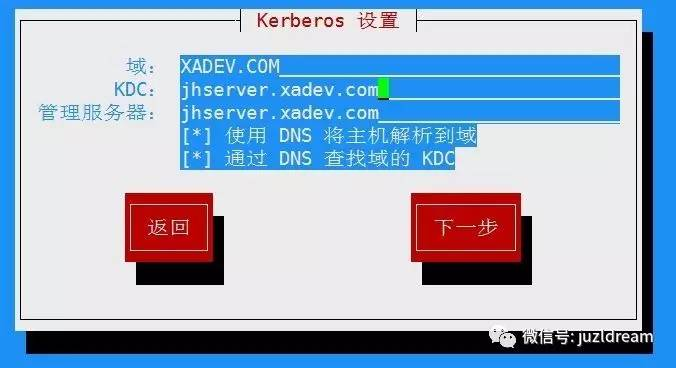 Kerberos 设置
域： XADEV.COM
KDC： jhserver.xadev.com
管理服务器： jhserver.xadev.com
[*] 使用 DNS 将主机解析到域
[*] 通过 DNS 查找域的 KDC
返回 下一步
微信号: juzldream